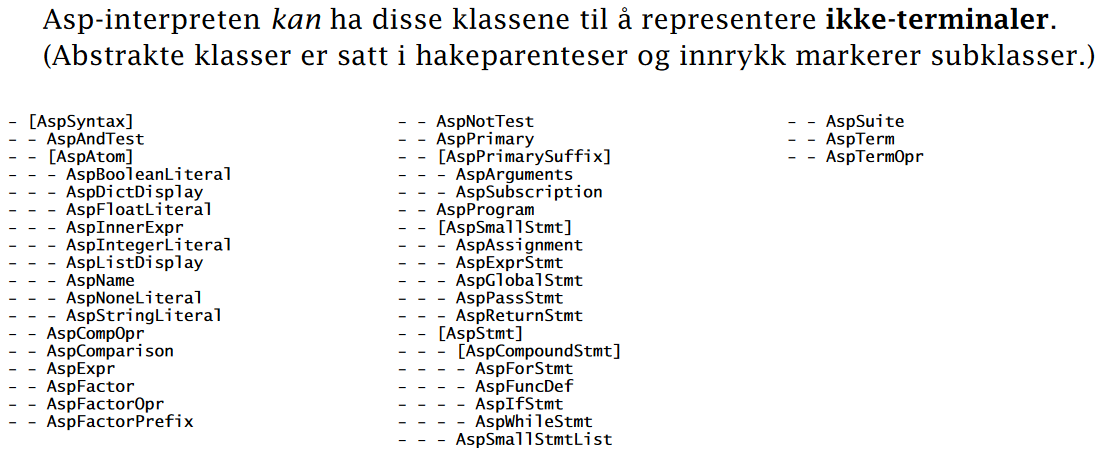 Asp-interpreten kan ha disse klassene til å representere ikke-terminaler.
(Abstrakte klasser er satt i hakeparenteser og innrykk markerer subklasser.)
- [AspSyntax]
- - AspAndTest
- - [AspAtom]
- - - AspBooleanLiteral
- - - AspDictDisplay
- - - AspFloatLiteral
- - - AspInnerExpr
- - - AspIntegerLiteral
- - - AspListDisplay
- - - AspName
- - - AspNoneLiteral
- - - AspStringLiteral
- - AspCompOpr
- - AspComparison
- - AspExpr
- - AspFactor
- - AspFactorOpr
- - AspFactorPrefix
- - AspNotTest
- - AspPrimary
- - [AspPrimarySuffix]
- - - AspArguments
- - - AspSubscription
- - AspProgram
- - [AspSmallStmt]
- - - AspAssignment
- - - AspExprStmt
- - - AspGlobalStmt
- - - AspPassStmt
- - - AspReturnStmt
- - [AspStmt]
- - - [AspCompoundStmt]
- - - - AspForStmt
- - - - AspFuncDef
- - - - AspIfStmt
- - - - AspWhileStmt
- - - AspSmallStmtList
- - AspSuite
- - AspTerm
- - AspTermOpr